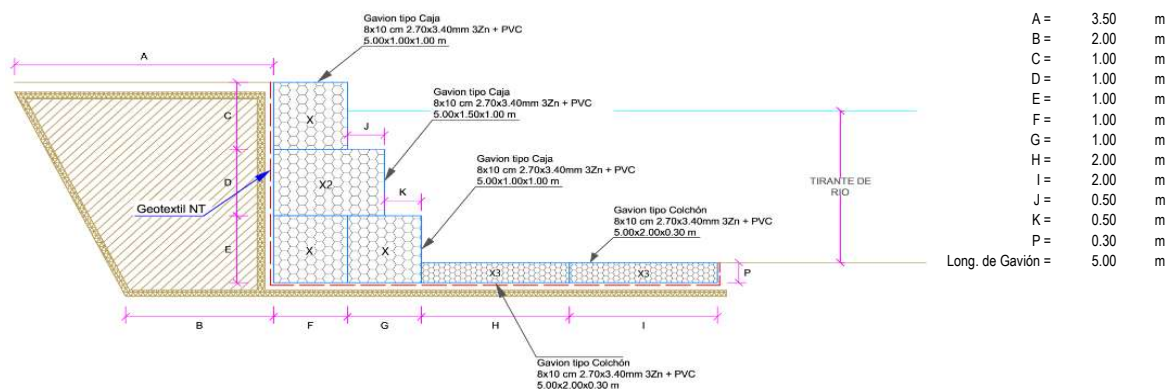 Gavion tipo Caja
8x10 cm 2.70x3.40mm 3Zn + PVC
5.00x1.00x1.00 m
A
Gavion tipo Caja
8x10 cm 2.70x3.40mm 3Zn + PVC
5.00x1.50x1.00 m
C
X
J
Gavion tipo Caja
8x10 cm 2.70x3.40mm 3Zn + PVC
5.00x1.00x1.00 m
D
X2
K
TIRANTE DE
RIO
Geotextil NT
Gavion tipo Colchón
8x10 cm 2.70x3.40mm 3Zn + PVC
5.00x2.00x0.30 m
E
X
X
X3
X3
P
B
F
G
H
I
Gavion tipo Colchón
8x10 cm 2.70x3.40mm 3Zn + PVC
5.00x2.00x0.30 m
A = 3.50 m
B = 2.00 m
C = 1.00 m
D = 1.00 m
E = 1.00 m
F = 1.00 m
G = 1.00 m
H = 2.00 m
I = 2.00 m
J = 0.50 m
K = 0.50 m
P = 0.30 m
Long. de Gavión = 5.00 m